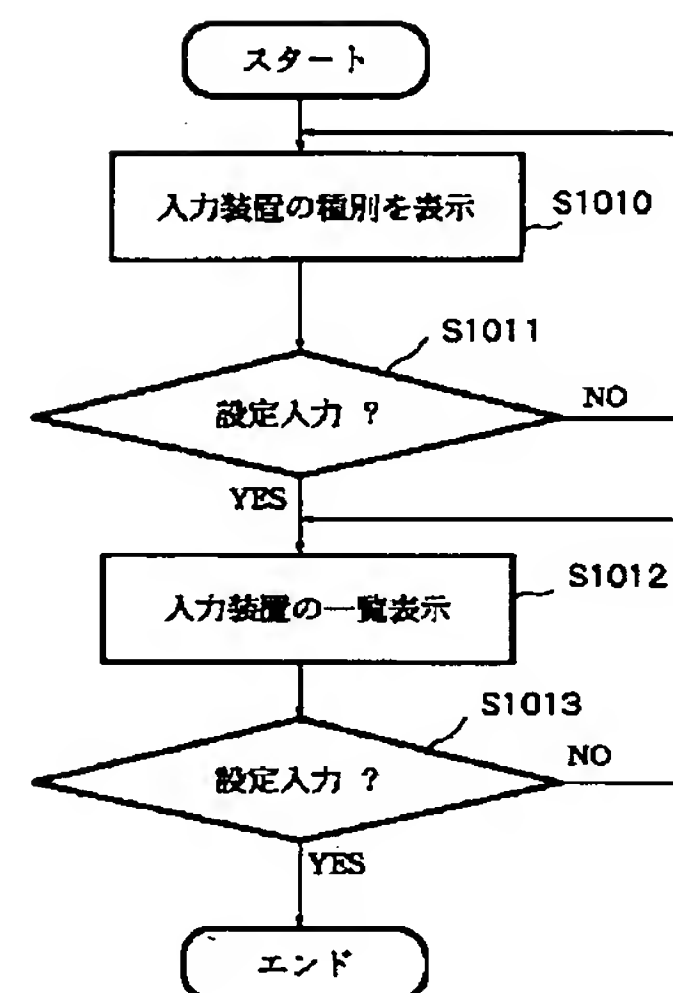 スタート
入力装置の種別を表示
S1010
S1011
設定入力 ?
NO
YES
S1012
入力装置の一覧表示
S1013
設定入力 ?
NO
YES
エンド